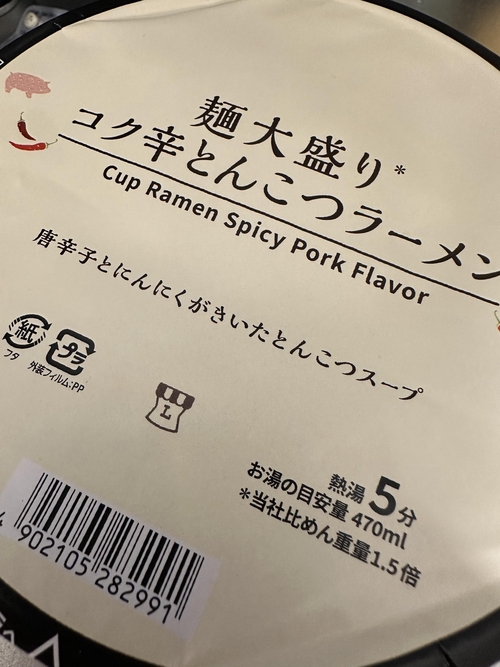 麺大盛り*
コク辛とんこつラーメン
Cup Ramen Spicy Pork Flavor
唐辛子とにんにくがきいたとんこつスープ
紙
フタ
プラ
外装フィルム:PP
L
熱湯5分
お湯の目安量 470ml
*当社比めん重量1.5倍
4 902105 282991